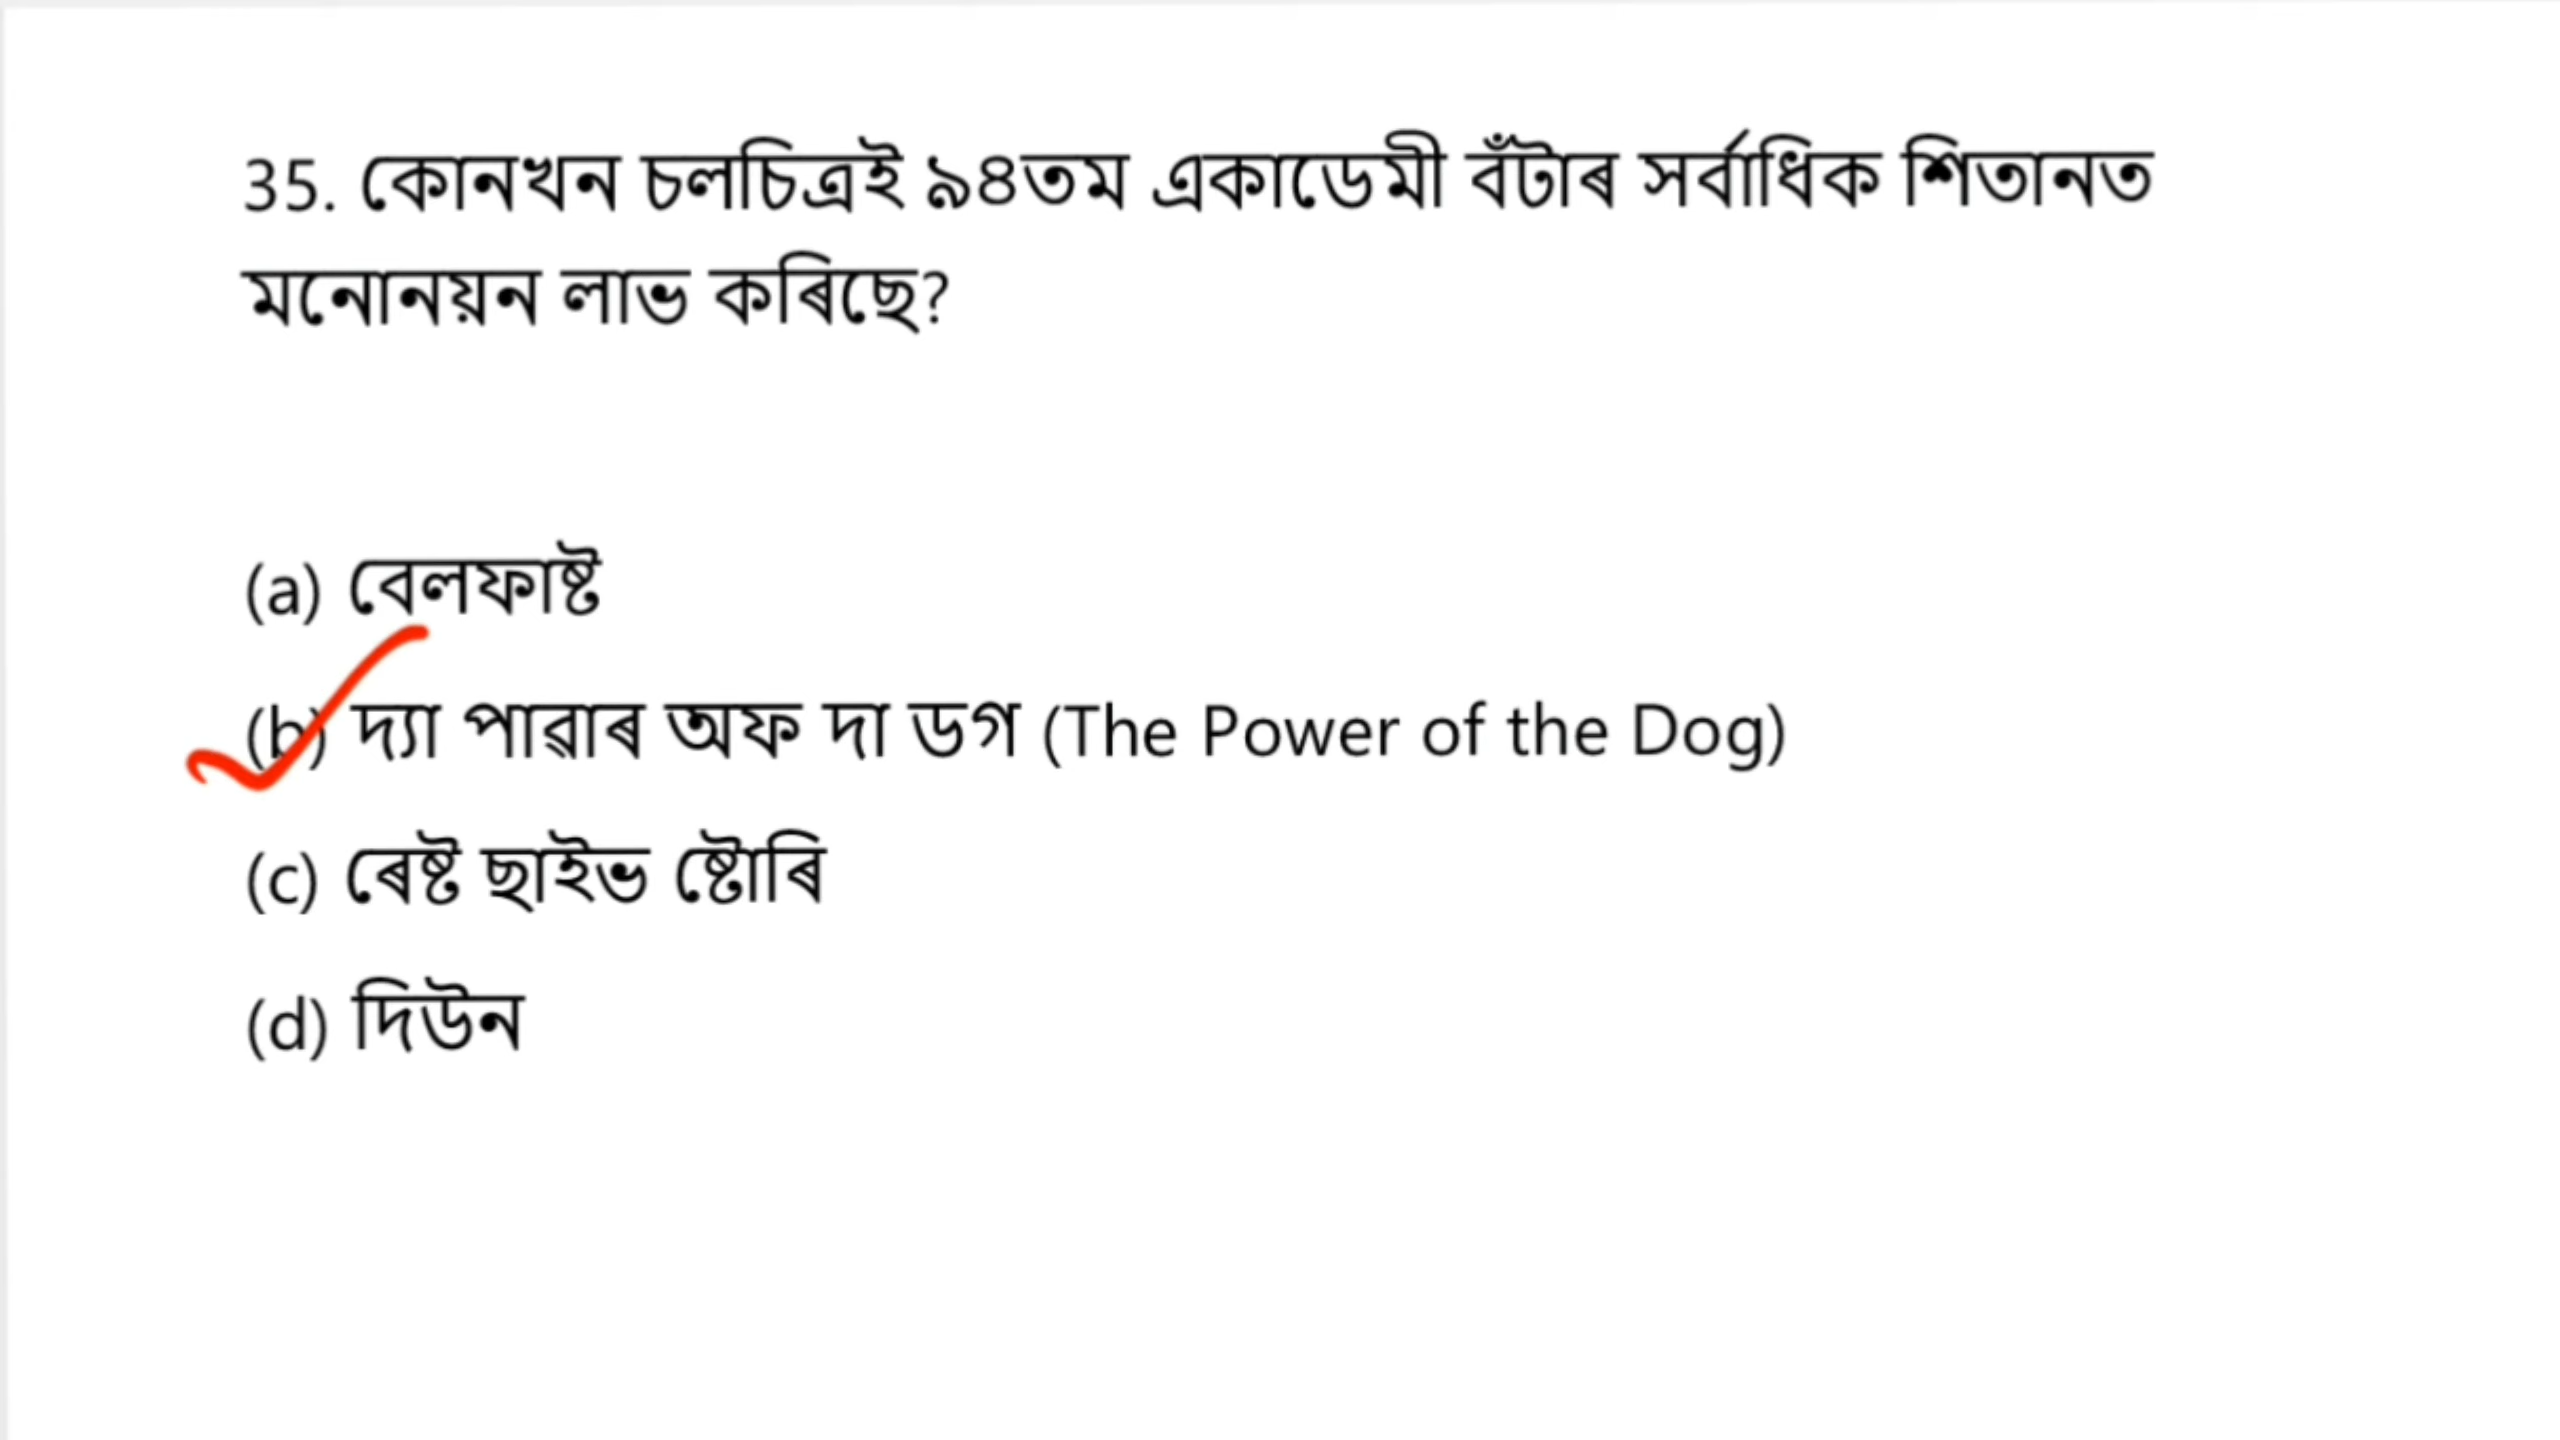 35. কোনখন চলচিত্ৰই ৯৪তম একাডেমী বঁটাৰ সৰ্বাধিক শিতানত
মনোনয়ন লাভ কৰিছে?
(a) বেলফাষ্ট
(b) দ্যা পাৱাৰ অফ দা ডগ (The Power of the Dog)
(c) ৰেষ্ট ছাইভ ষ্টোৰি
(d) দিউন